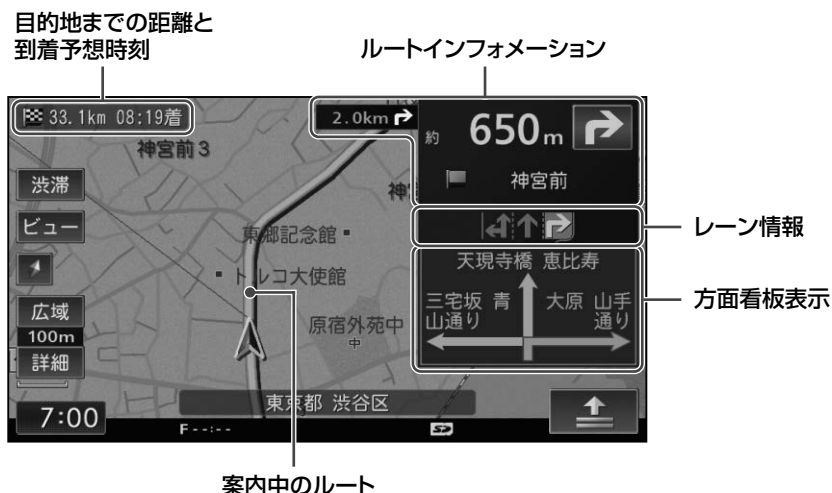 目的地までの距離と
到着予想時刻
ルートインフォメーション
33.1km 08:19着
2.0km
約 650m
神宮前3
神宮前
渋滞
ビュー
レーン情報
東郷記念館
天現寺橋 恵比寿
トルコ大使館
方面看板表示
三宅坂 青
山通り
大原 山手
通り
広域
100m
詳細
原宿外苑中
中
東京都 渋谷区
7:00
F--:--
SD
案内中のルート